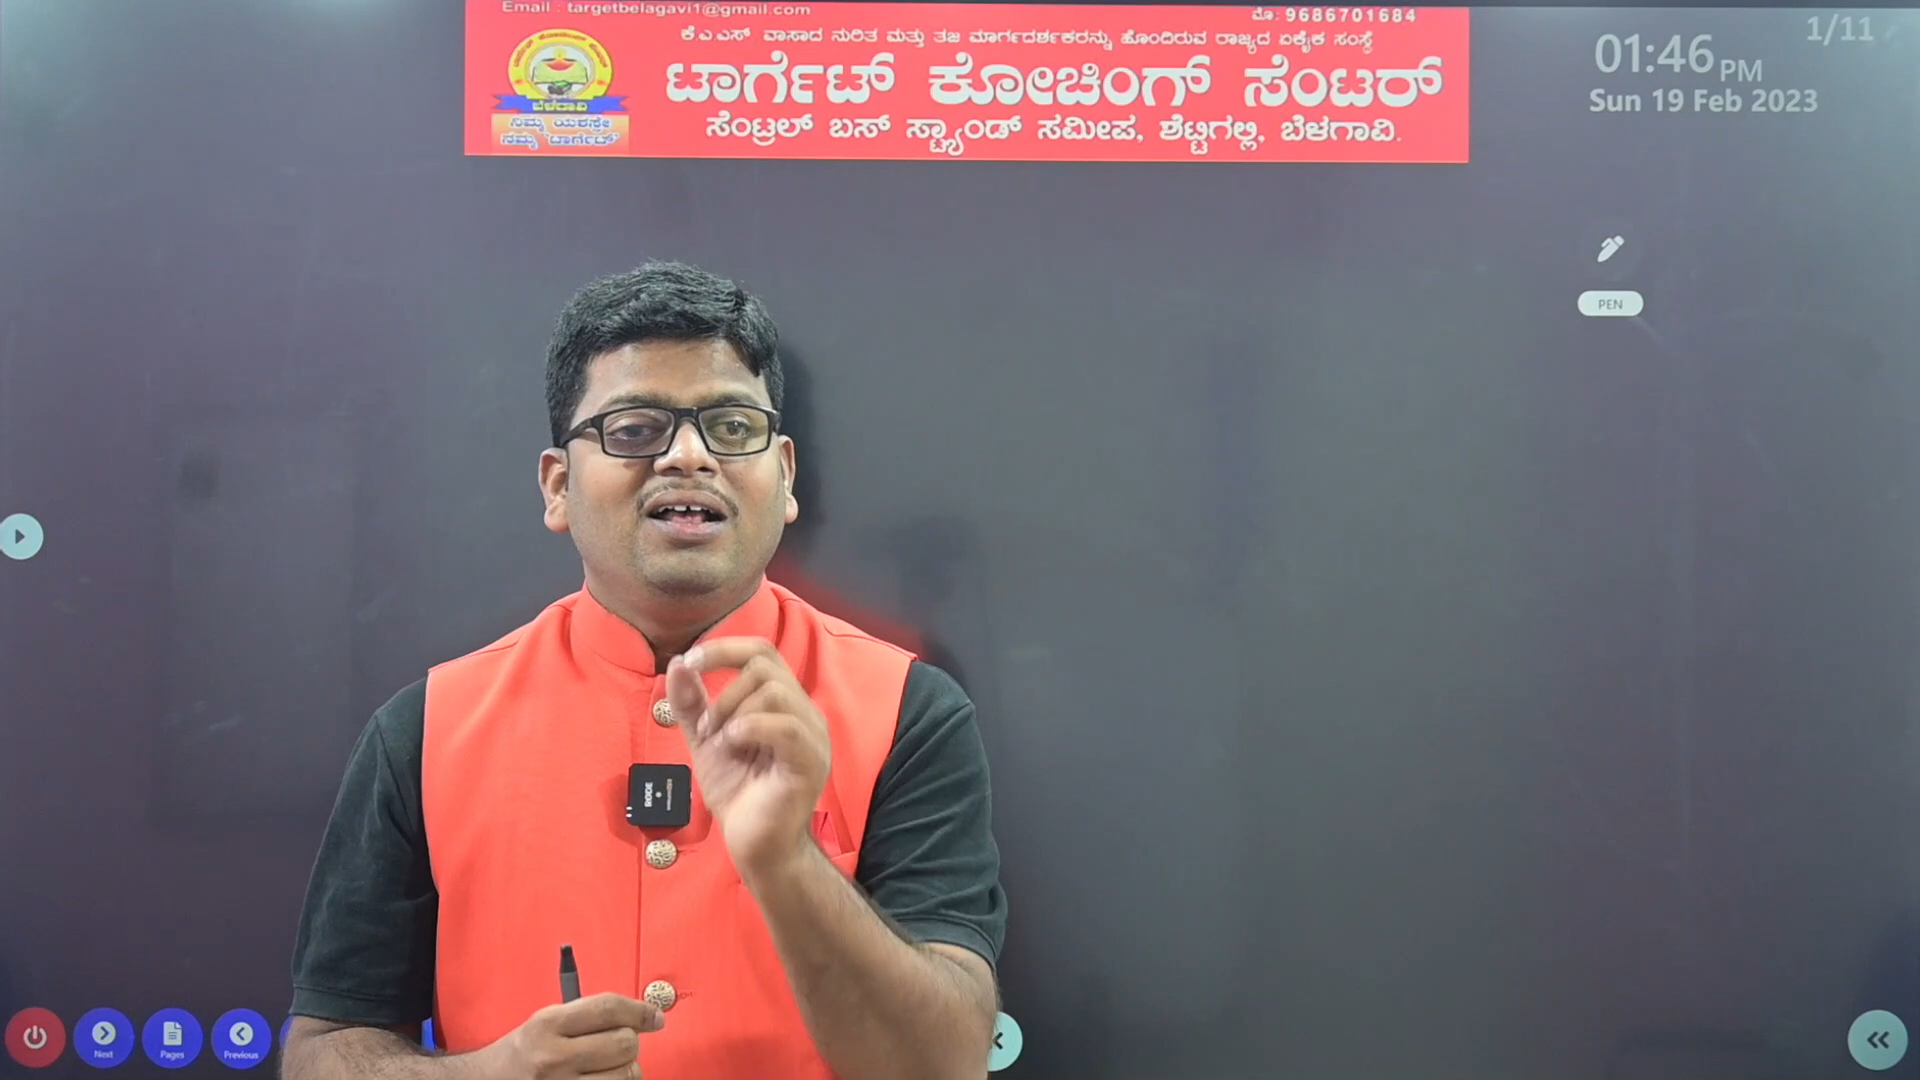 Email : targetbelagavi1@gmail.com
ಮೊ: 9686701684
ಕೆ ಎ ಎಸ್ ವಾಸಾದ ನುರಿತ ಮತ್ತು ತಜ್ಞ ಮಾರ್ಗದರ್ಶಕರನ್ನು ಹೊಂದಿರುವ ರಾಜ್ಯದ ಏಕೈಕ ಸಂಸ್ಥೆ
ಟಾರ್ಗೆಟ್ ಕೋಚಿಂಗ್ ಸೆಂಟರ್
ಸೆಂಟ್ರಲ್ ಬಸ್ ಸ್ಟ್ಯಾಂಡ್ ಸಮೀಪ, ಶೆಟ್ಟಿಗಲ್ಲಿ, ಬೆಳಗಾವಿ.
ಬೆಳಗಾವಿ
ನಿಮ್ಮ ಯಶಸ್ಸೇ
ನಮ್ಮ 'ಟಾರ್ಗೆಟ್'
1/11
01:46 PM
Sun 19 Feb 2023
PEN
RODE
Next
Pages
Previous